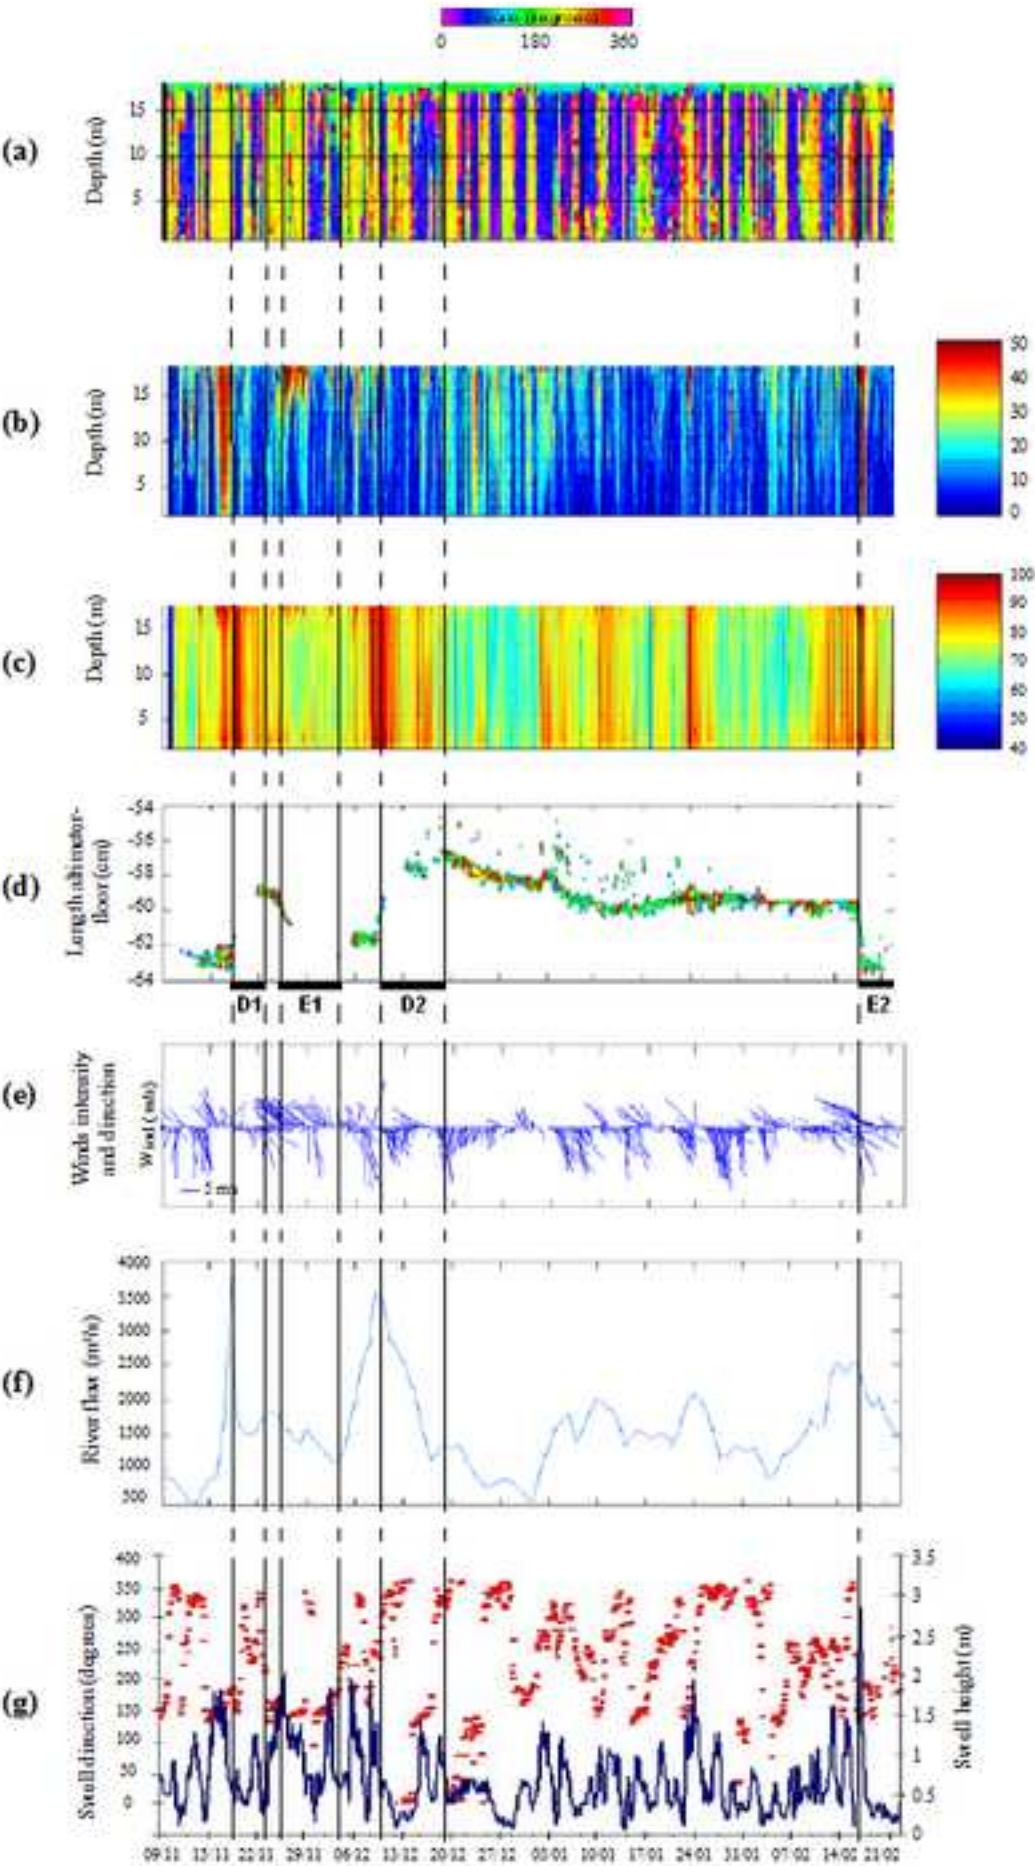 0 180 360
(a)
Depth (m)
15
10
5
(b)
Depth (m)
15
10
5
50
40
30
20
10
0
(c)
Depth (m)
15
10
5
100
90
80
70
60
50
40
(d)
Length altimeter-
floor (cm)
-54
-56
-58
-60
-62
-64
D1 E1 D2 E2
(e)
Winds intensity
and direction
Wind (m/s)
(f)
River flow (m³/s)
4000
3500
3000
2500
2000
1500
1000
500
(g)
Swell direction (degrees)
400
350
300
250
200
150
100
50
0
Swell height (m)
3.5
3
2.5
2
1.5
1
0.5
0
09 11 15 11 22 11 29 11 06 12 13 12 20 12 27 12 03 01 10 01 17 01 24 01 31 01 07 02 14 02 21 02